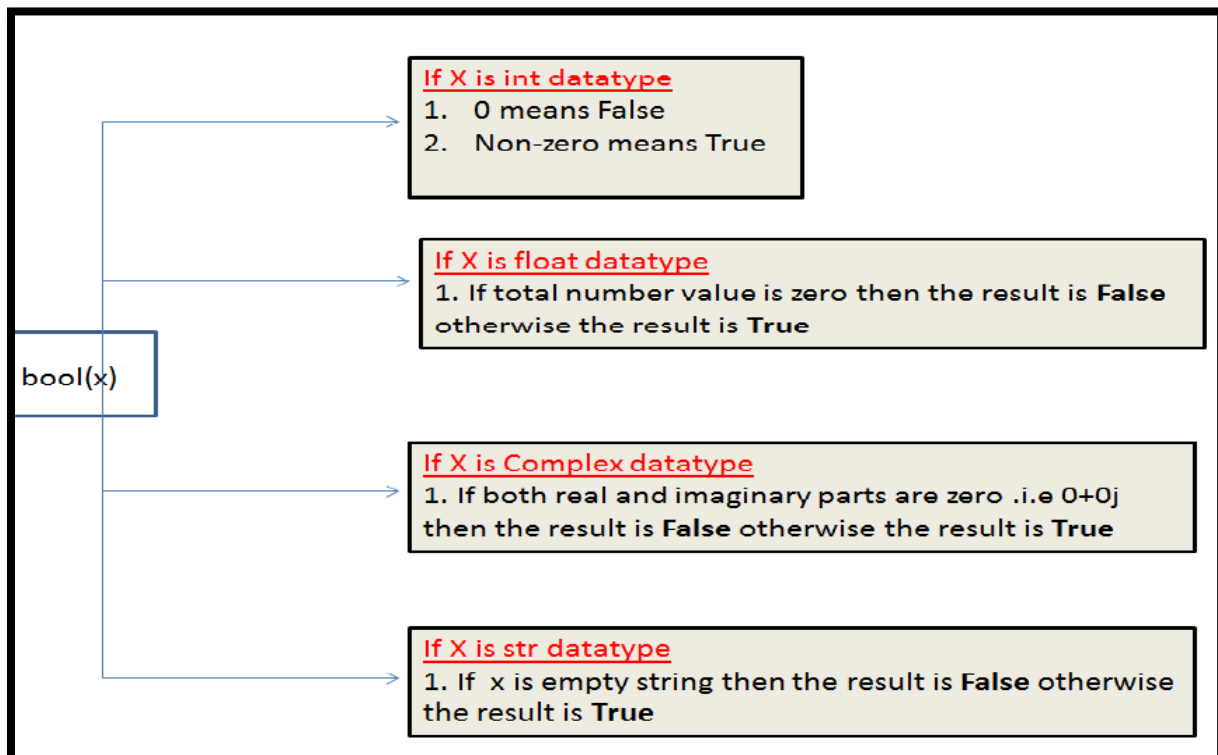 If X is int datatype
1. 0 means False
2. Non-zero means True
If X is float datatype
1. If total number value is zero then the result is False
otherwise the result is True
bool(x)
If X is Complex datatype
1. If both real and imaginary parts are zero .i.e 0+0j
then the result is False otherwise the result is True
If X is str datatype
1. If x is empty string then the result is False otherwise
the result is True